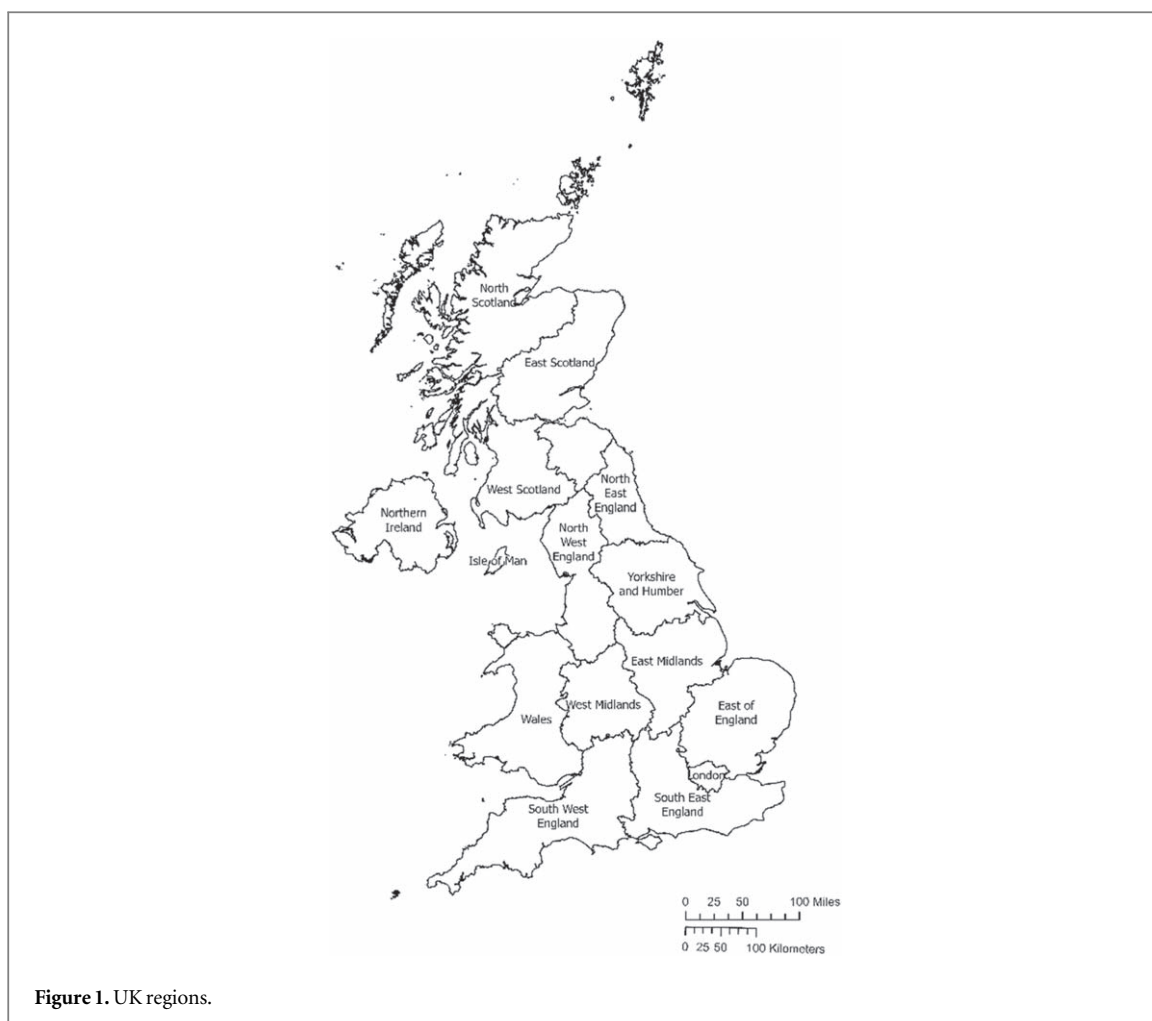 North
Scotland
East Scotland
West Scotland
North
East
England
Northern
Ireland
North
West
England
Isle of Man
Yorkshire
and Humber
East Midlands
West Midlands
East of
England
Wales
London
South East
England
South West
England
0 25 50 100 Miles
0 25 50 100 Kilometers
Figure 1. UK regions.